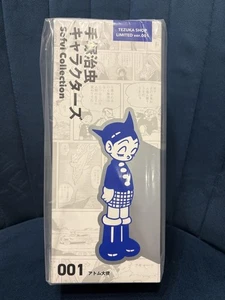 TEZUKA SHOP
LIMITED ver.001
手塚治虫
キャラクターズ
Sofvi Collection
001 アトム大使